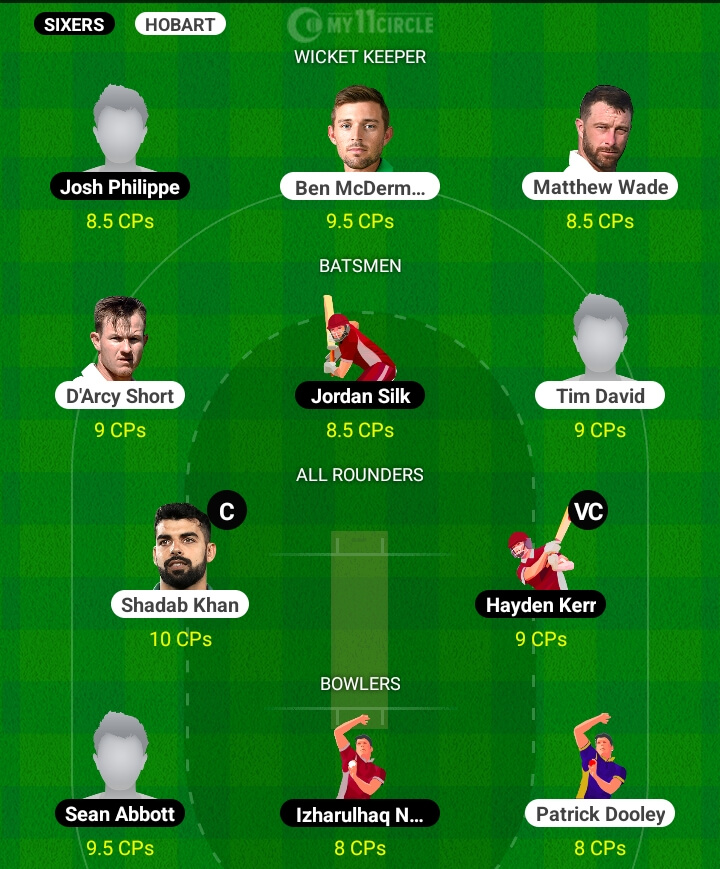 SIXERS HOBART MY11CIRCLE
WICKET KEEPER
Josh Philippe Ben McDerm... Matthew Wade
8.5 CPs 9.5 CPs 8.5 CPs
BATSMEN
D'Arcy Short Jordan Silk Tim David
9 CPs 8.5 CPs 9 CPs
ALL ROUNDERS
C VC
Shadab Khan Hayden Kerr
10 CPs 9 CPs
BOWLERS
Sean Abbott Izharulhaq N... Patrick Dooley
9.5 CPs 8 CPs 8 CPs